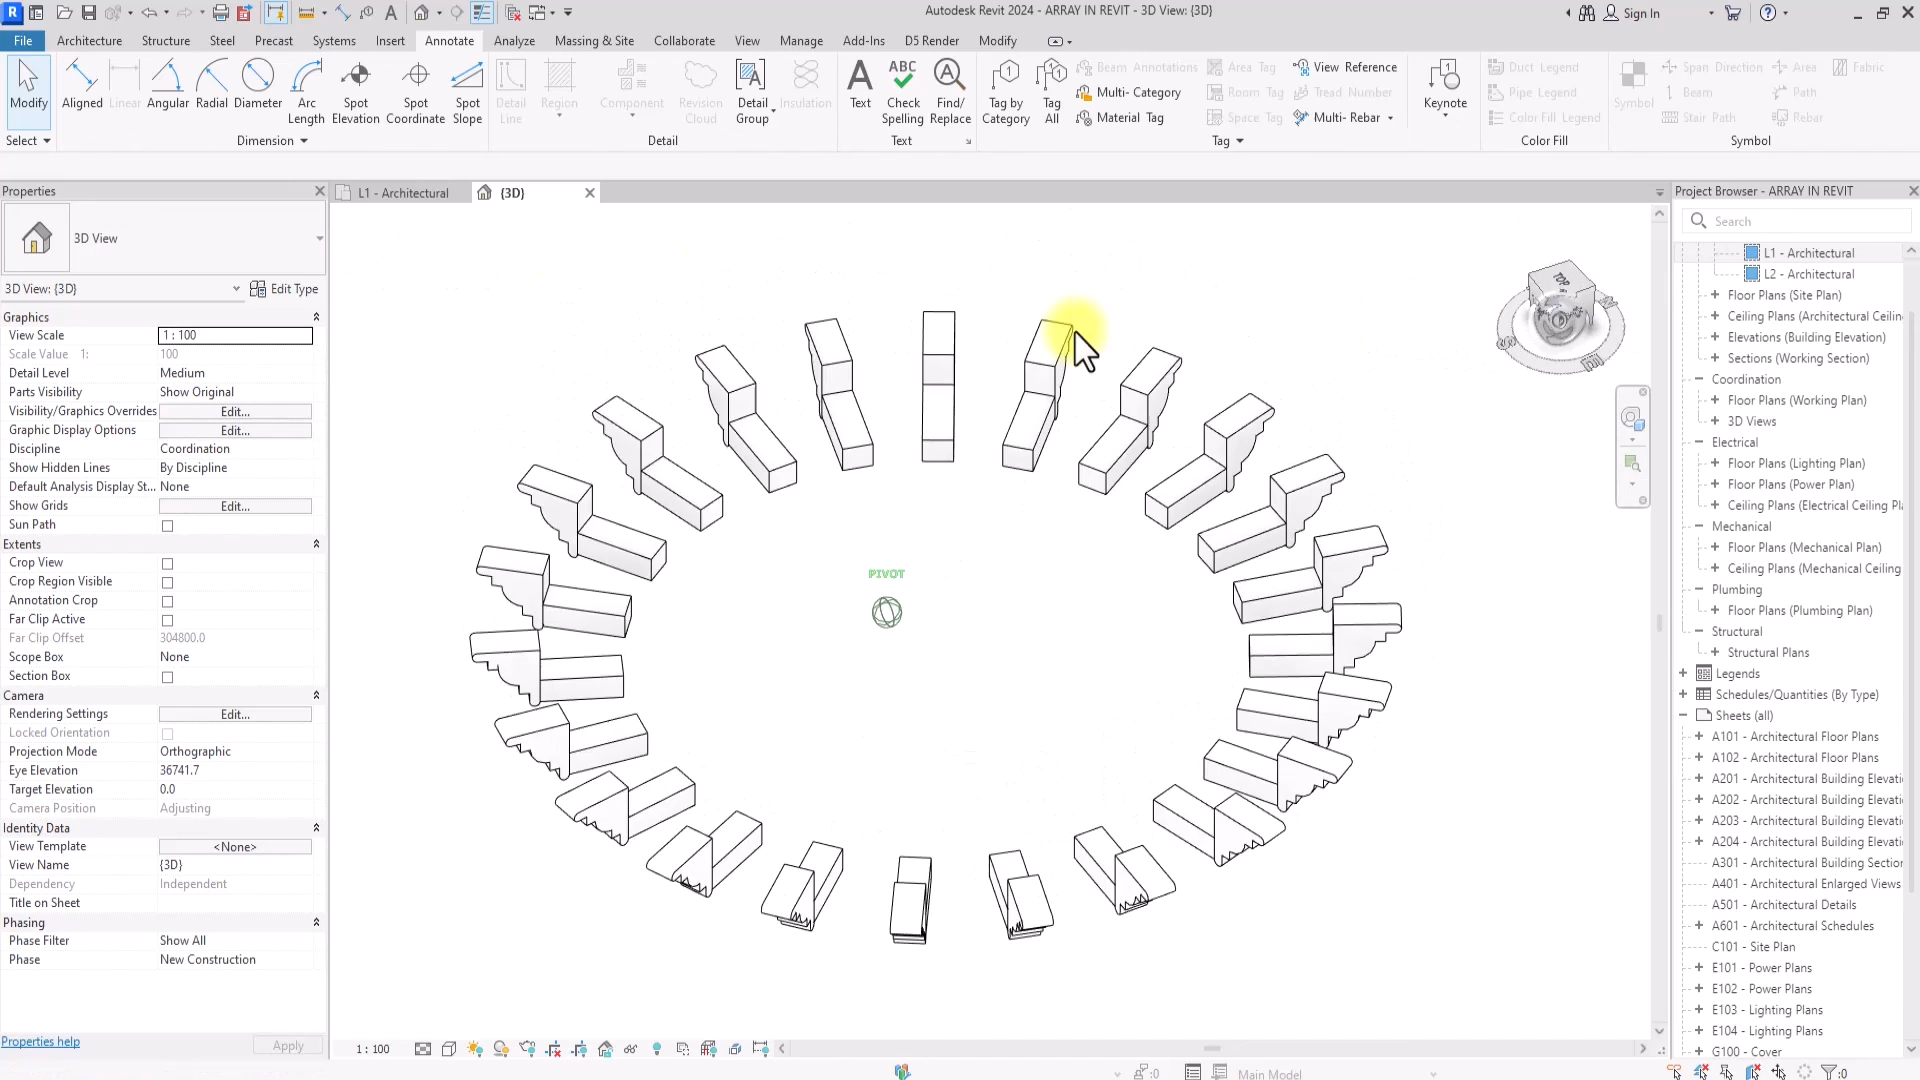 Autodesk Revit 2024 - ARRAY IN REVIT - 3D View: {3D}
Sign In
File Architecture Structure Steel Precast Systems Insert Annotate Analyze Massing & Site Collaborate View Manage Add-Ins D5 Render Modify
Modify
Aligned
Linear
Angular
Radial
Diameter
Arc Length
Spot Elevation
Spot Coordinate
Spot Slope
Detail Line
Region
Component
Revision Cloud
Detail Group
Insulation
Text
ABC
Check Spelling
Find/ Replace
Tag by Category
Tag All
Beam Annotations
Multi- Category
Material Tag
Area Tag
Room Tag
Space Tag
View Reference
Tread Number
Multi- Rebar
Keynote
Duct Legend
Pipe Legend
Color Fill Legend
Symbol
Span Direction
Beam
Stair Path
Area
Path
Rebar
Fabric
Select
Dimension
Detail
Text
Tag
Color Fill
Symbol
Properties
3D View
3D View: {3D}
Edit Type
Graphics
View Scale 1 : 100
Scale Value 1: 100
Detail Level Medium
Parts Visibility Show Original
Visibility/Graphics Overrides Edit...
Graphic Display Options Edit...
Discipline Coordination
Show Hidden Lines By Discipline
Default Analysis Display St... None
Show Grids Edit...
Sun Path
Extents
Crop View
Crop Region Visible
Annotation Crop
Far Clip Active
Far Clip Offset 304800.0
Scope Box None
Section Box
Camera
Rendering Settings Edit...
Locked Orientation
Projection Mode Orthographic
Eye Elevation 36741.7
Target Elevation 0.0
Camera Position Adjusting
Identity Data
View Template <None>
View Name {3D}
Dependency Independent
Title on Sheet
Phasing
Phase Filter Show All
Phase New Construction
Properties help
Apply
L1 - Architectural
{3D}
TOP
S
PIVOT
1 : 100
:0
Main Model
:0
Project Browser - ARRAY IN REVIT
Search
L1 - Architectural
L2 - Architectural
Floor Plans (Site Plan)
Ceiling Plans (Architectural Ceilin
Elevations (Building Elevation)
Sections (Working Section)
Coordination
Floor Plans (Working Plan)
3D Views
Electrical
Floor Plans (Lighting Plan)
Floor Plans (Power Plan)
Ceiling Plans (Electrical Ceiling Pl
Mechanical
Floor Plans (Mechanical Plan)
Ceiling Plans (Mechanical Ceiling
Plumbing
Floor Plans (Plumbing Plan)
Structural
Structural Plans
Legends
Schedules/Quantities (By Type)
Sheets (all)
A101 - Architectural Floor Plans
A102 - Architectural Floor Plans
A201 - Architectural Building Elevati
A202 - Architectural Building Elevati
A203 - Architectural Building Elevati
A204 - Architectural Building Elevati
A301 - Architectural Building Section
A401 - Architectural Enlarged Views
A501 - Architectural Details
A601 - Architectural Schedules
C101 - Site Plan
E101 - Power Plans
E102 - Power Plans
E103 - Lighting Plans
E104 - Lighting Plans
G100 - Cover